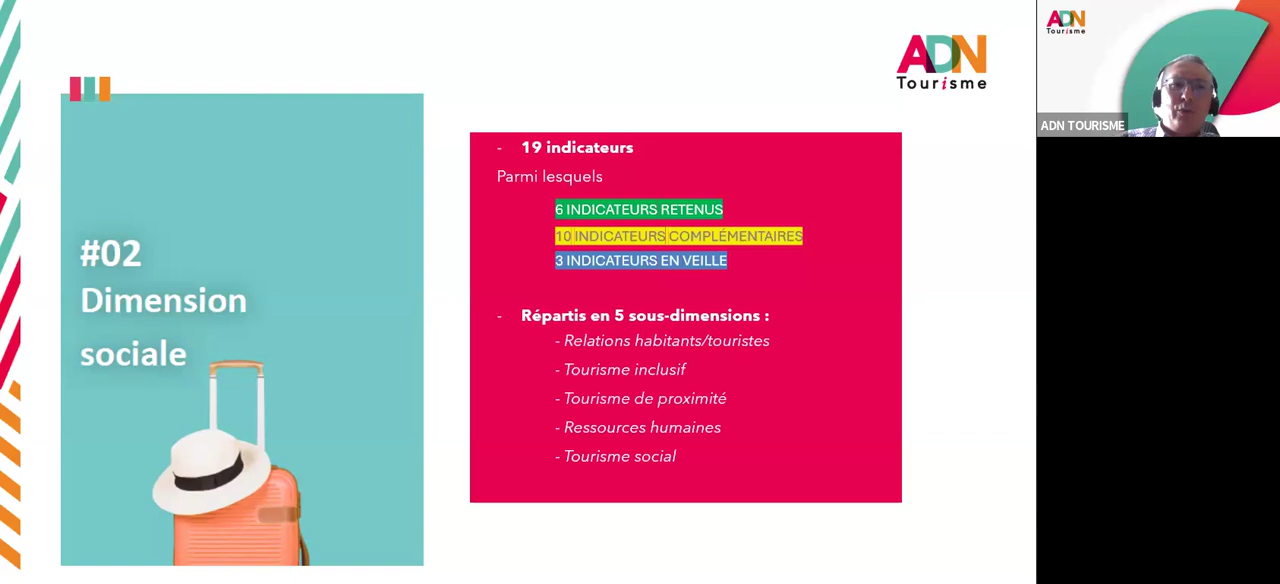 ADN
Tourisme
#02
Dimension
sociale
- 19 indicateurs
Parmi lesquels
6 INDICATEURS RETENUS
10 INDICATEURS COMPLÉMENTAIRES
3 INDICATEURS EN VEILLE
- Répartis en 5 sous-dimensions :
- Relations habitants/touristes
- Tourisme inclusif
- Tourisme de proximité
- Ressources humaines
- Tourisme social
ADN
Tourisme
ADN TOURISME